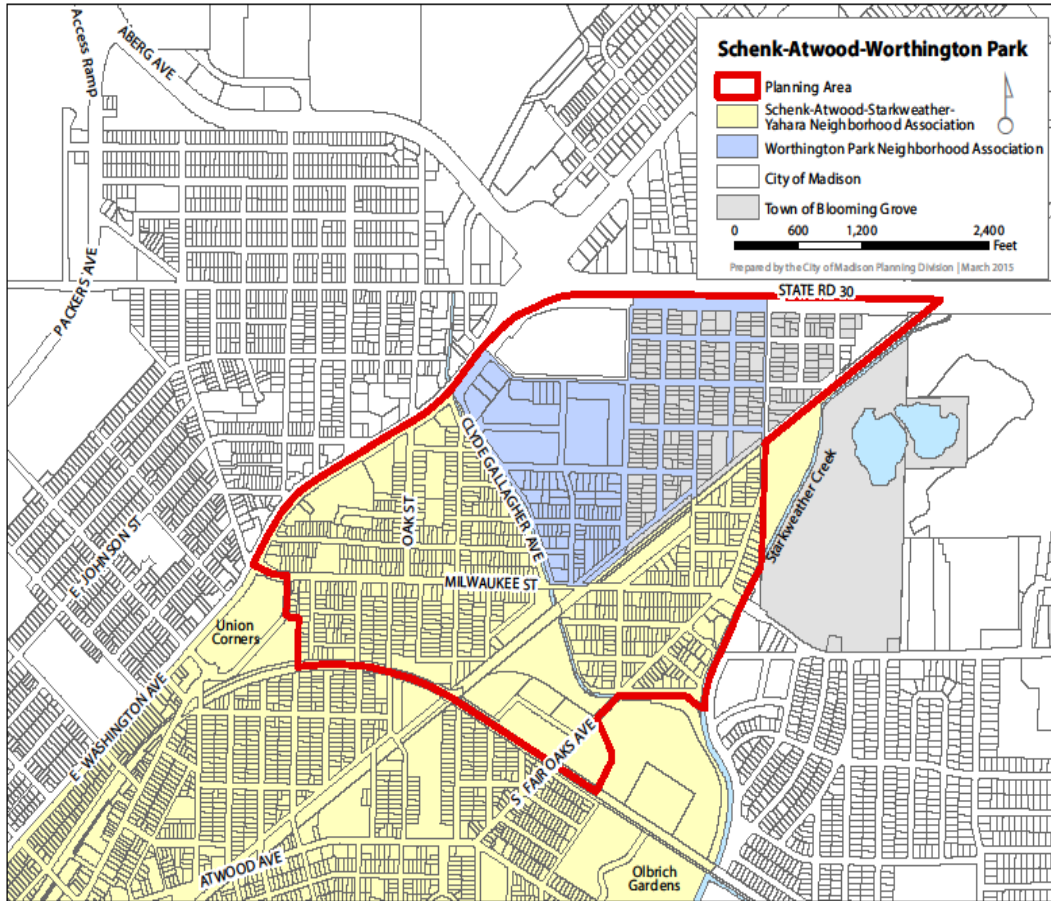 Schenk-Atwood-Worthington Park
Planning Area
Schenk-Atwood-Starkweather-
Yahara Neighborhood Association
Worthington Park Neighborhood Association
City of Madison
Town of Blooming Grove
0 600 1,200 2,400
Feet
Prepared by the City of Madison Planning Division | March 2015
Access Ramp
ABERG AVE
PACKERS AVE
STATE RD 30
CLYDE GALLAGHER AVE
OAK ST
Starkweather Creek
E JOHNSON ST
MILWAUKEE ST
Union
Corners
E WASHINGTON AVE
S FAIR OAKS AVE
ATWOOD AVE
Olbrich
Gardens